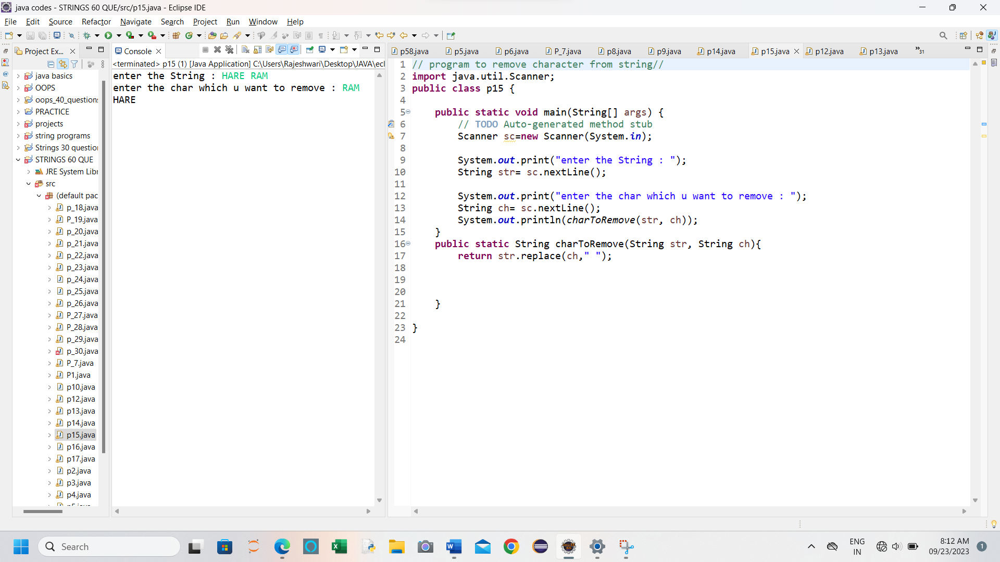 java codes - STRINGS 60 QUE/src/p15.java - Eclipse IDE
File Edit Source Refactor Navigate Search Project Run Window Help
Project Ex...
java basics
OOPS
oops_40_questions
PRACTICE
projects
string programs
Strings 30 question
STRINGS 60 QUE
JRE System Libr
src
(default pac
p_18.java
P_19.java
p_20.java
p_21.java
p_22.java
p_23.java
p_24.java
p_25.java
p_26.java
P_27.java
P_28.java
p_29.java
p_30.java
P_7.java
P1.java
p10.java
p12.java
p13.java
p14.java
p15.java
p16.java
p17.java
p2.java
p3.java
p4.java
Console
<terminated> p15 (1) [Java Application] C:\Users\Rajeshwari\Desktop\JAVA\ecl
enter the String : HARE RAM
enter the char which u want to remove : RAM
HARE
p58.java p5.java p6.java P_7.java p8.java p9.java p14.java p15.java p12.java p13.java »31
1 // program to remove character from string//
2 import java.util.Scanner;
3 public class p15 {
4
5 public static void main(String[] args) {
6 // TODO Auto-generated method stub
7 Scanner sc=new Scanner(System.in);
8
9 System.out.print("enter the String : ");
10 String str= sc.nextLine();
11
12 System.out.print("enter the char which u want to remove : ");
13 String ch= sc.nextLine();
14 System.out.println(charToRemove(str, ch));
15 }
16 public static String charToRemove(String str, String ch){
17 return str.replace(ch," ");
18
19
20
21 }
22
23 }
24
Search
ENG
IN
8:12 AM
09/23/2023
1